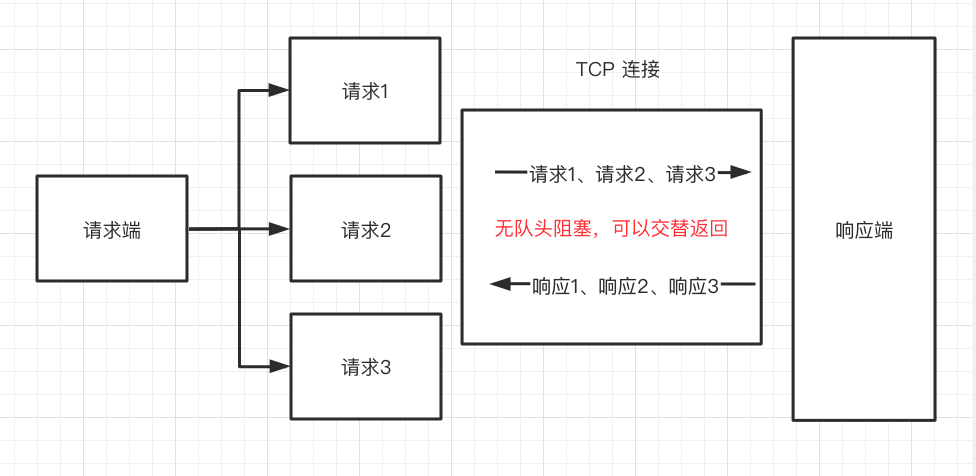 TCP 连接
请求1
请求1、请求2、请求3
请求端
请求2
无队头阻塞，可以交替返回
响应端
响应1、响应2、响应3
请求3